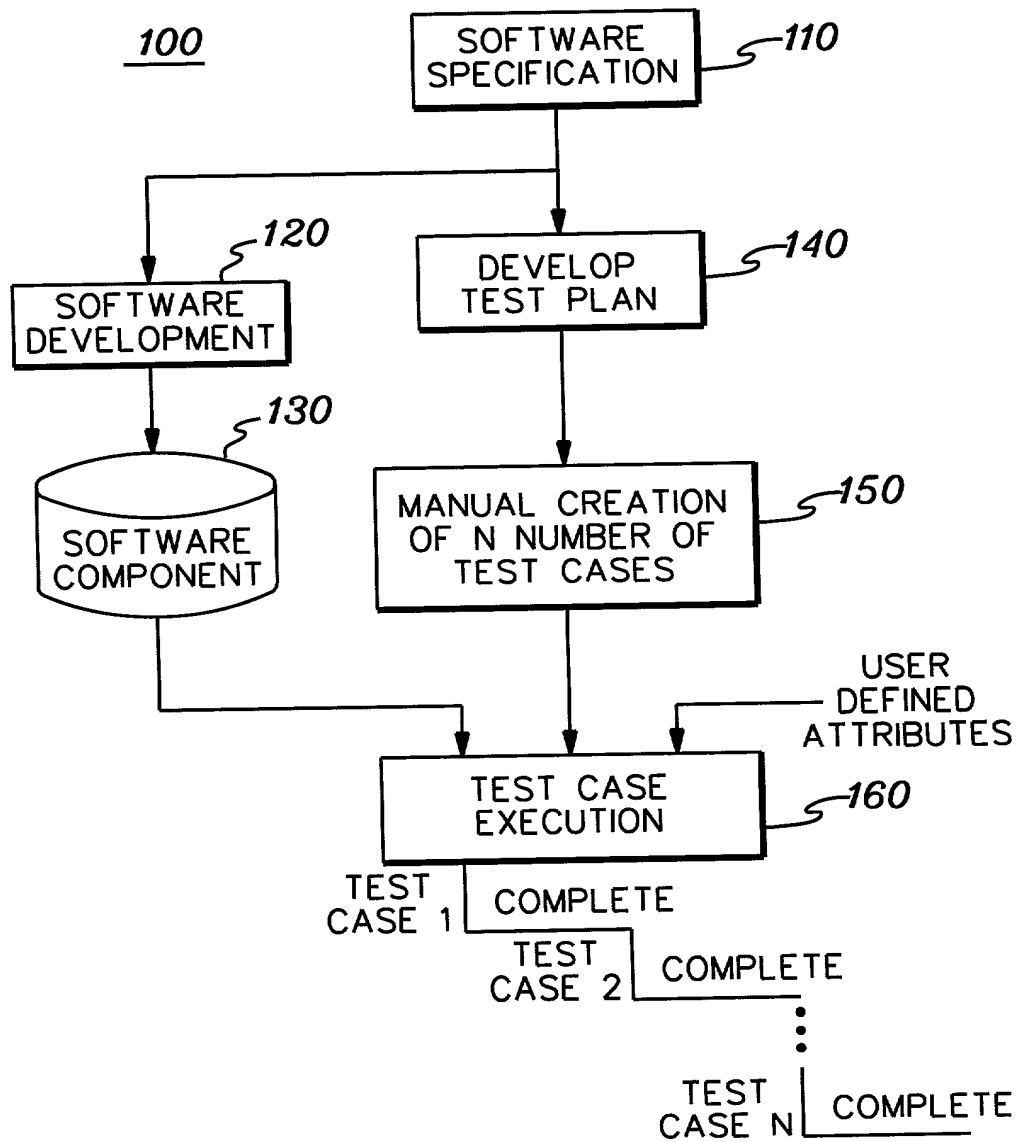 100
SOFTWARE
SPECIFICATION
110
120
SOFTWARE
DEVELOPMENT
DEVELOP
TEST PLAN
140
130
SOFTWARE
COMPONENT
MANUAL CREATION
OF N NUMBER OF
TEST CASES
150
USER
DEFINED
ATTRIBUTES
TEST CASE
EXECUTION
160
TEST
CASE 1
COMPLETE
TEST
CASE 2
COMPLETE
TEST
CASE N
COMPLETE